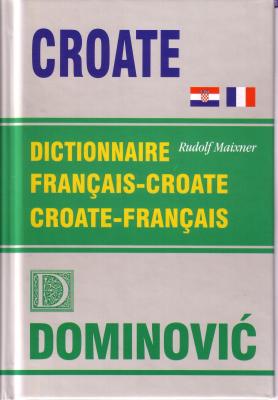 CROATE
DICTIONNAIRE Rudolf Maixner
FRANÇAIS-CROATE
CROATE-FRANÇAIS
D
DOMINOVIĆ